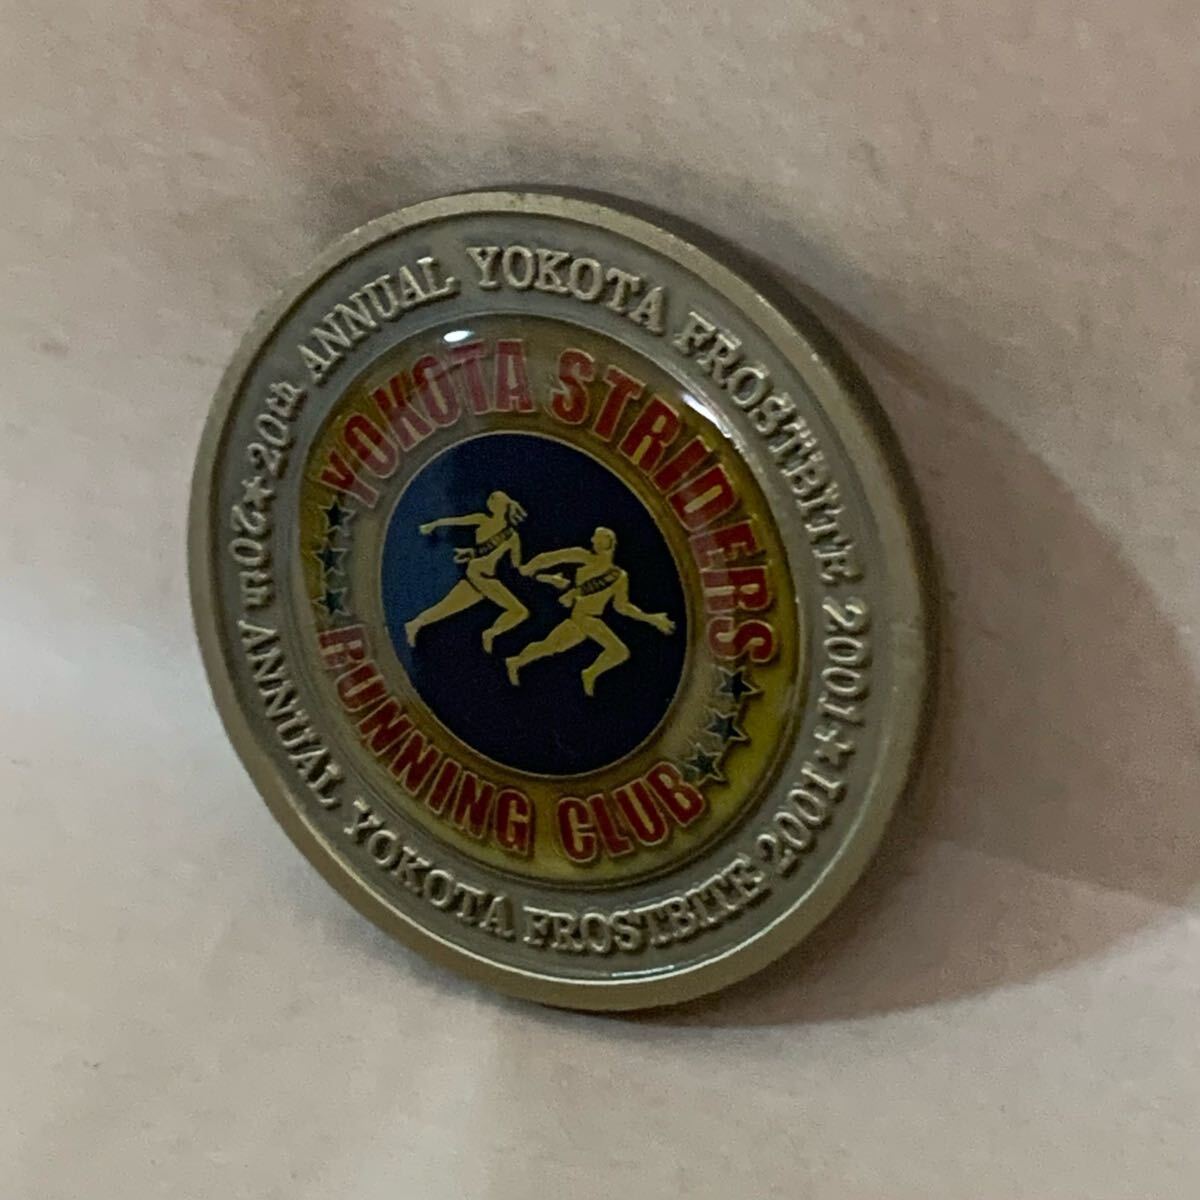 20th ANNUAL YOKOTA FROSTBITE 2001
20th ANNUAL YOKOTA FROSTBITE 2001
YOKOTA STRIDERS
RUNNING CLUB